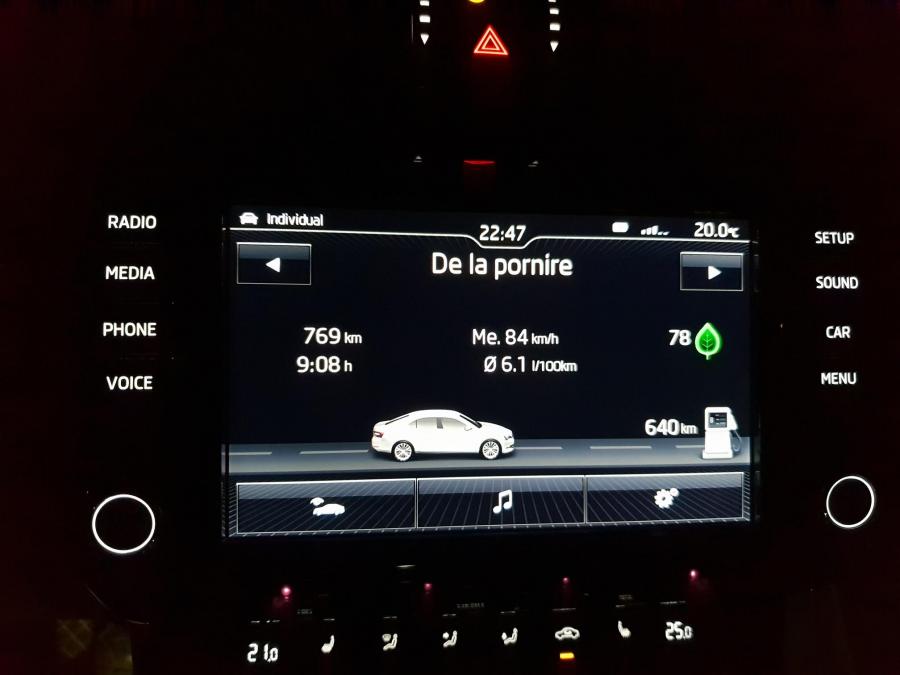 Individual
22:47
20.0℃
De la pornire
RADIO
MEDIA
PHONE
VOICE
769 km
9:08 h
Me. 84 km/h
Ø 6.1 l/100km
78
640 km
SETUP
SOUND
CAR
MENU
21.0
25.0